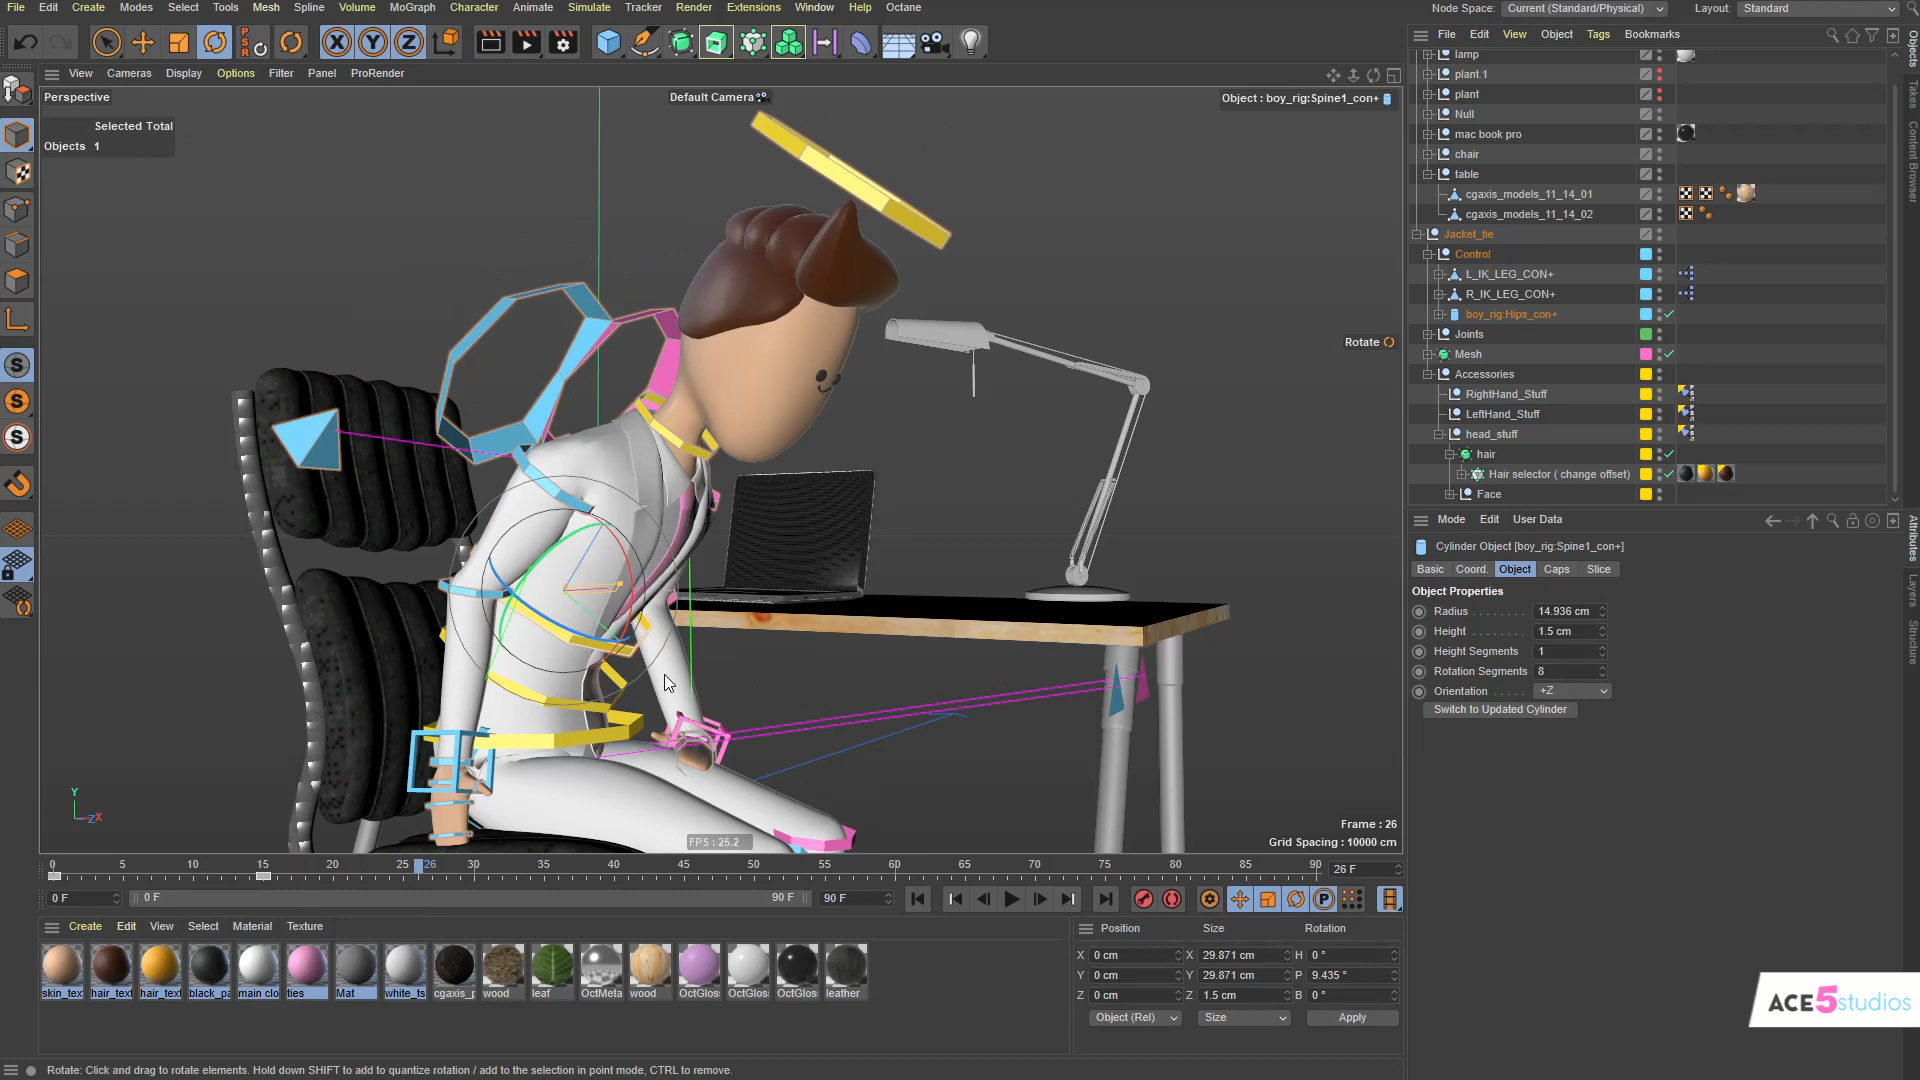 File Edit Create Modes Select Tools Mesh Spline Volume MoGraph Character Animate Simulate Tracker Render Extensions Window Help Octane
Node Space: Current (Standard/Physical) Layout: Standard
X Y Z
PSR
File Edit View Object Tags Bookmarks
View Cameras Display Options Filter Panel ProRender
Perspective
Default Camera
Object : boy_rig:Spine1_con+
Selected Total
Objects 1
Rotate
lamp
plant.1
plant
Null
mac book pro
chair
table
cgaxis_models_11_14_01
cgaxis_models_11_14_02
Jacket_tie
Control
L_IK_LEG_CON+
R_IK_LEG_CON+
boy_rig:Hips_con+
Joints
Mesh
Accessories
RightHand_Stuff
LeftHand_Stuff
head_stuff
hair
Hair selector ( change offset)
Face
Objects
Takes
Content Browser
Attributes
Layers
Structure
Mode Edit User Data
Cylinder Object [boy_rig:Spine1_con+]
Basic Coord. Object Caps Slice
Object Properties
Radius 14.936 cm
Height 1.5 cm
Height Segments 1
Rotation Segments 8
Orientation +Z
Switch to Updated Cylinder
Y
ZX
FPS : 25.2
Frame : 26
Grid Spacing : 10000 cm
0 5 10 15 20 25 26 30 35 40 45 50 55 60 65 70 75 80 85 90
26 F
0 F 0 F 90 F 90 F
Create Edit View Select Material Texture
skin_text hair_text hair_text black_pa main clo ties Mat white_ts cgaxis_p wood leaf OctMeta wood OctGlos OctGlos OctGlos leather
Position Size Rotation
X 0 cm X 29.871 cm H 0 °
Y 0 cm Y 29.871 cm P 9.435 °
Z 0 cm Z 1.5 cm B 0 °
Object (Rel) Size Apply
ACE5studios
Rotate: Click and drag to rotate elements. Hold down SHIFT to add to quantize rotation / add to the selection in point mode, CTRL to remove.